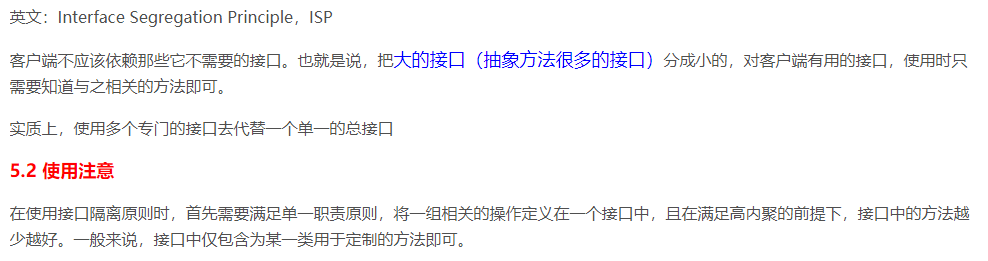 英文：Interface Segregation Principle，ISP
客户端不应该依赖那些它不需要的接口。也就是说，把大的接口（抽象方法很多的接口）分成小的，对客户端有用的接口，使用时只
需要知道与之相关的方法即可。
实质上，使用多个专门的接口去代替一个单一的总接口
5.2 使用注意
在使用接口隔离原则时，首先需要满足单一职责原则，将一组相关的操作定义在一个接口中，且在满足高内聚的前提下，接口中的方法越
少越好。一般来说，接口中仅包含为某一类用于定制的方法即可。